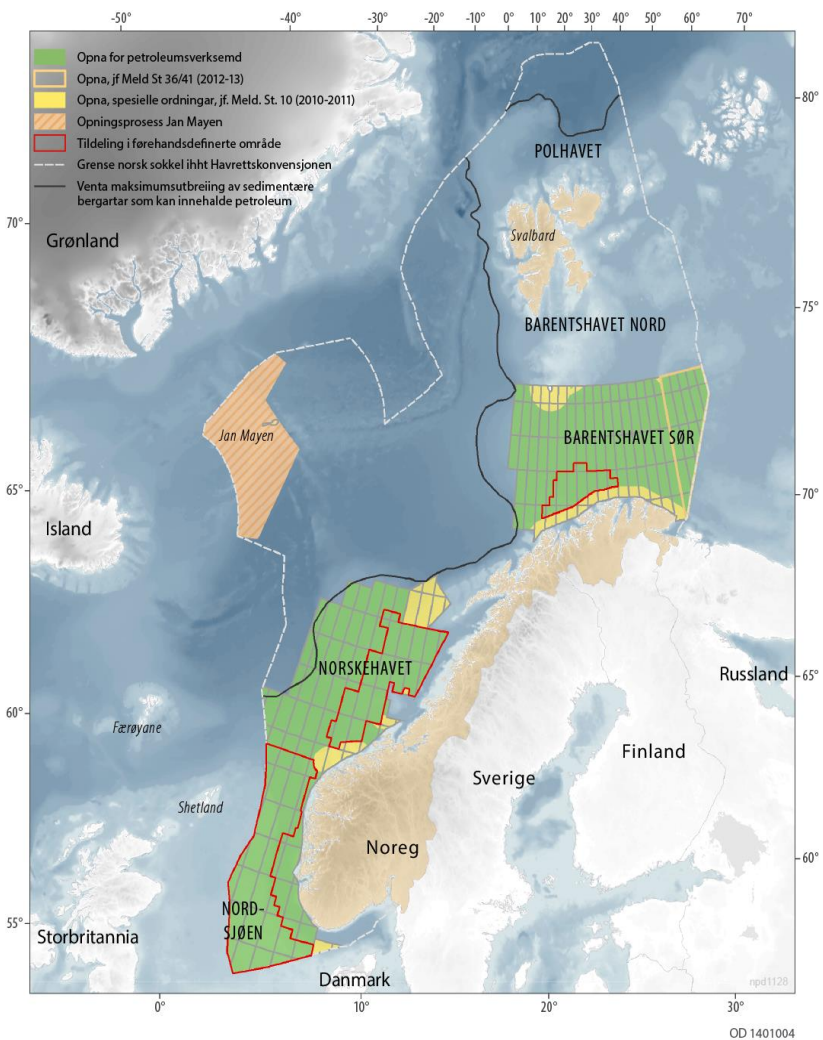 -50° -40° -30° -20° -10° 0° 10° 20° 30° 40° 50° 60° 70°
Opna for petroleumsverksemd
Opna, jf Meld St 36/41 (2012-13)
Opna, spesielle ordningar, jf. Meld. St. 10 (2010-2011)
Opningsprosess Jan Mayen
Tildeling i førehandsdefinerte område
Grense norsk sokkel ihht Havrettskonvensjonen
Venta maksimumsutbreiing av sedimentære
bergartar som kan innehalde petroleum
80°
POLHAVET
70°
Grønland
Svalbard
75°
BARENTSHAVET NORD
Jan Mayen
BARENTSHAVET SØR
65°
70°
Island
NORSKEHAVET
Russland
65°
60°
Færøyane
Finland
Sverige
Shetland
Noreg
60°
NORD-
SJØEN
55°
Storbritannia
Danmark
npd1128
0° 10° 20° 30°
OD 1401004